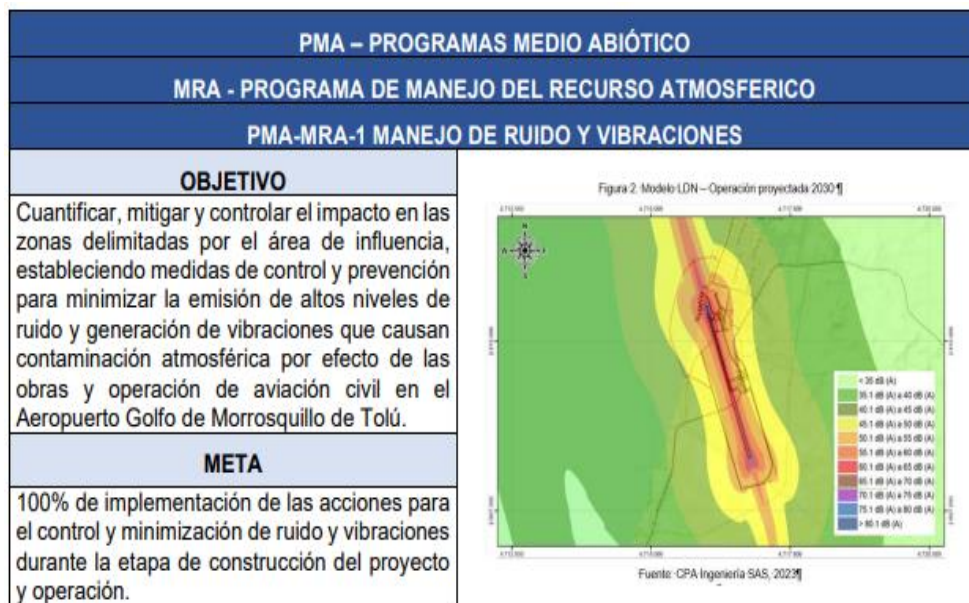 PMA – PROGRAMAS MEDIO ABIÓTICO
MRA - PROGRAMA DE MANEJO DEL RECURSO ATMOSFERICO
PMA-MRA-1 MANEJO DE RUIDO Y VIBRACIONES
OBJETIVO
Cuantificar, mitigar y controlar el impacto en las
zonas delimitadas por el área de influencia,
estableciendo medidas de control y prevención
para minimizar la emisión de altos niveles de
ruido y generación de vibraciones que causan
contaminación atmosférica por efecto de las
obras y operación de aviación civil en el
Aeropuerto Golfo de Morrosquillo de Tolú.
META
100% de implementación de las acciones para
el control y minimización de ruido y vibraciones
durante la etapa de construcción del proyecto
y operación.
Figura 2. Modelo LDN – Operación proyectada 2030¶
< 35 dB (A)
35.1 dB (A) a 40 dB (A)
40.1 dB (A) a 45 dB (A)
45.1 dB (A) a 50 dB (A)
50.1 dB (A) a 55 dB (A)
55.1 dB (A) a 60 dB (A)
60.1 dB (A) a 65 dB (A)
65.1 dB (A) a 70 dB (A)
70.1 dB (A) a 75 dB (A)
75.1 dB (A) a 80 dB (A)
> 80.1 dB (A)
Fuente: CPA Ingeniería SAS, 2023¶